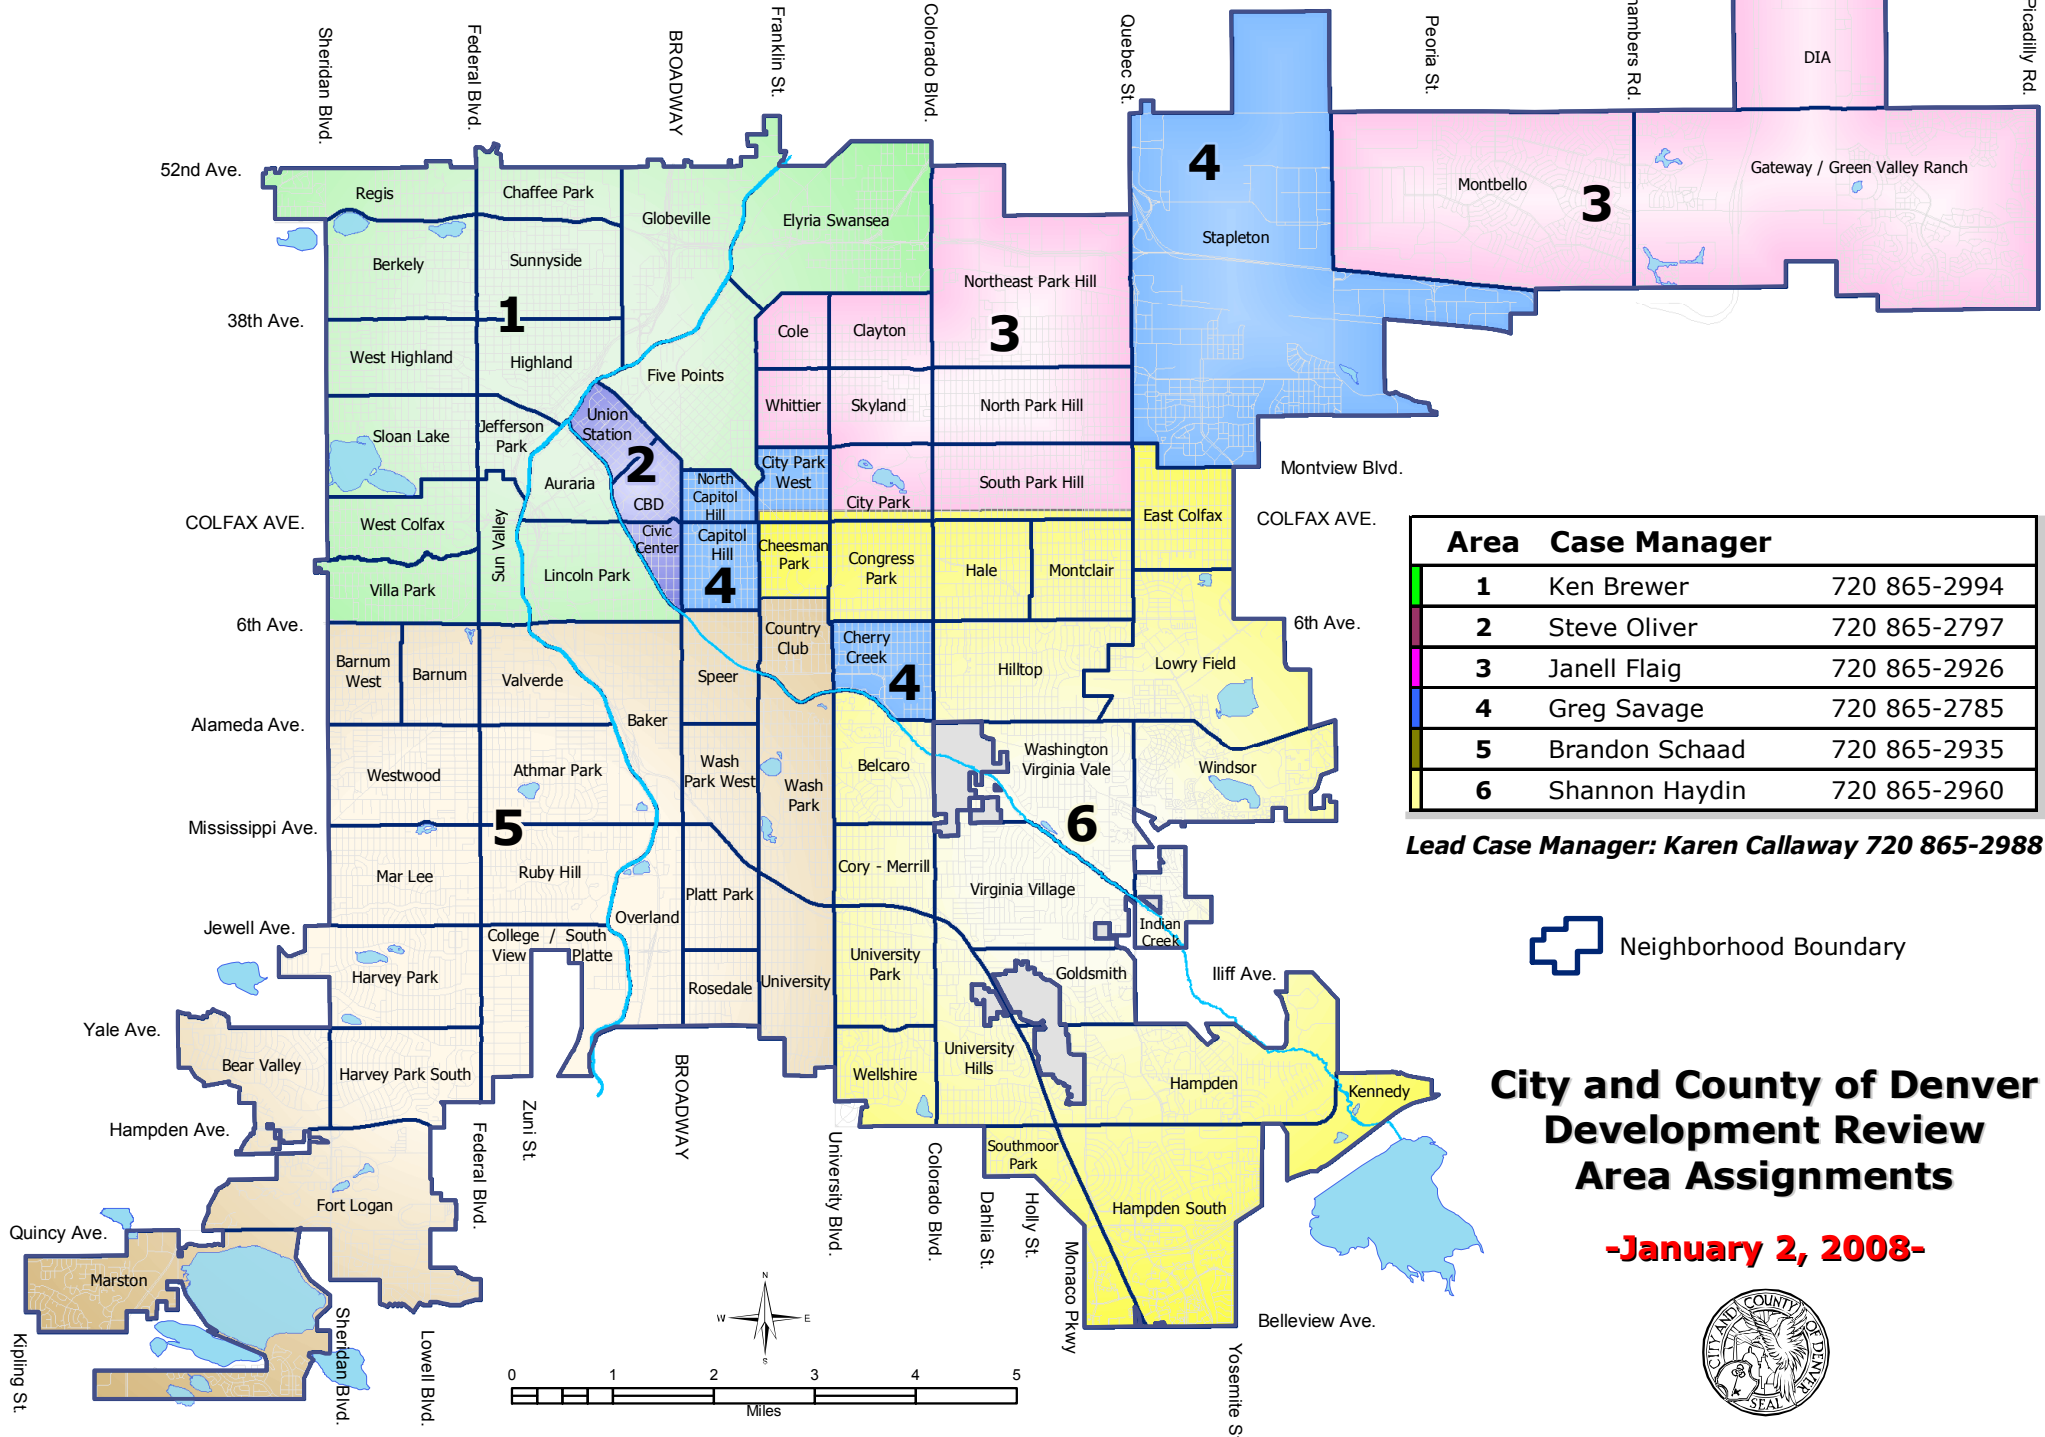 Sheridan Blvd.
Federal Blvd.
BROADWAY
Franklin St.
Colorado Blvd.
Quebec St.
Peoria St.
hambers Rd.
Picadilly Rd.
DIA
52nd Ave.
Regis
Chaffee Park
Globeville
Elyria Swansea
4
Stapleton
Montbello
3
Gateway / Green Valley Ranch
Berkely
Sunnyside
Northeast Park Hill
38th Ave.
1
Cole
Clayton
3
West Highland
Highland
Five Points
Whittier
Skyland
North Park Hill
Union
Station
Sloan Lake
Jefferson
Park
2
City Park
West
Montview Blvd.
Auraria
CBD
North
Capitol
Hill
City Park
South Park Hill
COLFAX AVE.
West Colfax
Sun Valley
Civic
Center
Capitol
Hill
East Colfax
COLFAX AVE.
Cheesman
Park
Congress
Park
Hale
Montclair
Villa Park
Lincoln Park
4
6th Ave.
6th Ave.
Country
Club
Cherry
Creek
4
Hilltop
Lowry Field
Barnum
West
Barnum
Valverde
Speer
Baker
Alameda Ave.
Westwood
Athmar Park
Wash
Park West
Wash
Park
Belcaro
Washington
Virginia Vale
Windsor
Mississippi Ave.
5
6
Mar Lee
Ruby Hill
Platt Park
Cory - Merrill
Virginia Village
Indian
Creek
Jewell Ave.
Overland
College / South
View Platte
Harvey Park
Rosedale
University
University
Park
Goldsmith
Iliff Ave.
Yale Ave.
Bear Valley
Harvey Park South
BROADWAY
Wellshire
University
Hills
Hampden
Kennedy
Hampden Ave.
Zuni St.
Federal Blvd.
University Blvd.
Colorado Blvd.
Southmoor
Park
Dahlia St.
Holly St.
Monaco Pkwy
Fort Logan
Hampden South
Quincy Ave.
Marston
Belleview Ave.
Kipling St.
Sheridan Blvd.
Lowell Blvd.
Yosemite S
N
W E
S
0 1 2 3 4 5
Miles
Area Case Manager
1 Ken Brewer 720 865-2994
2 Steve Oliver 720 865-2797
3 Janell Flaig 720 865-2926
4 Greg Savage 720 865-2785
5 Brandon Schaad 720 865-2935
6 Shannon Haydin 720 865-2960
Lead Case Manager: Karen Callaway 720 865-2988
Neighborhood Boundary
City and County of Denver
Development Review
Area Assignments
-January 2, 2008-
CITY AND COUNTY OF DENVER
SEAL